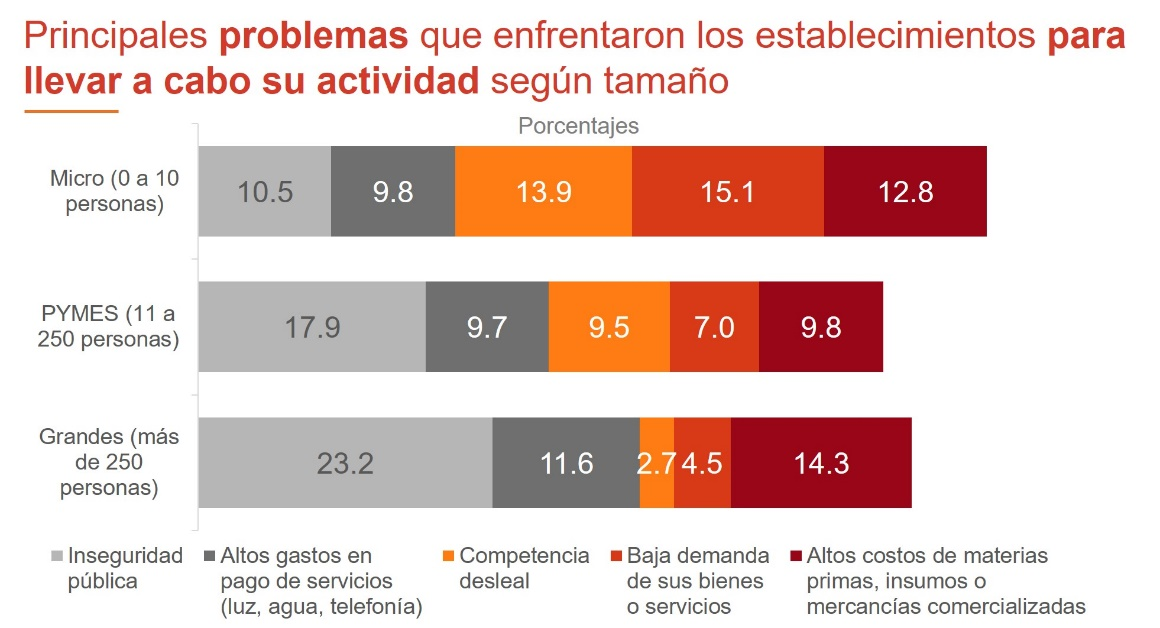 Principales problemas que enfrentaron los establecimientos para
llevar a cabo su actividad según tamaño
Porcentajes
Micro (0 a 10
personas)
10.5 9.8 13.9 15.1 12.8
PYMES (11 a
250 personas)
17.9 9.7 9.5 7.0 9.8
Grandes (más
de 250
personas)
23.2 11.6 2.7 4.5 14.3
Inseguridad
pública
Altos gastos en
pago de servicios
(luz, agua, telefonía)
Competencia
desleal
Baja demanda
de sus bienes
o servicios
Altos costos de materias
primas, insumos o
mercancías comercializadas